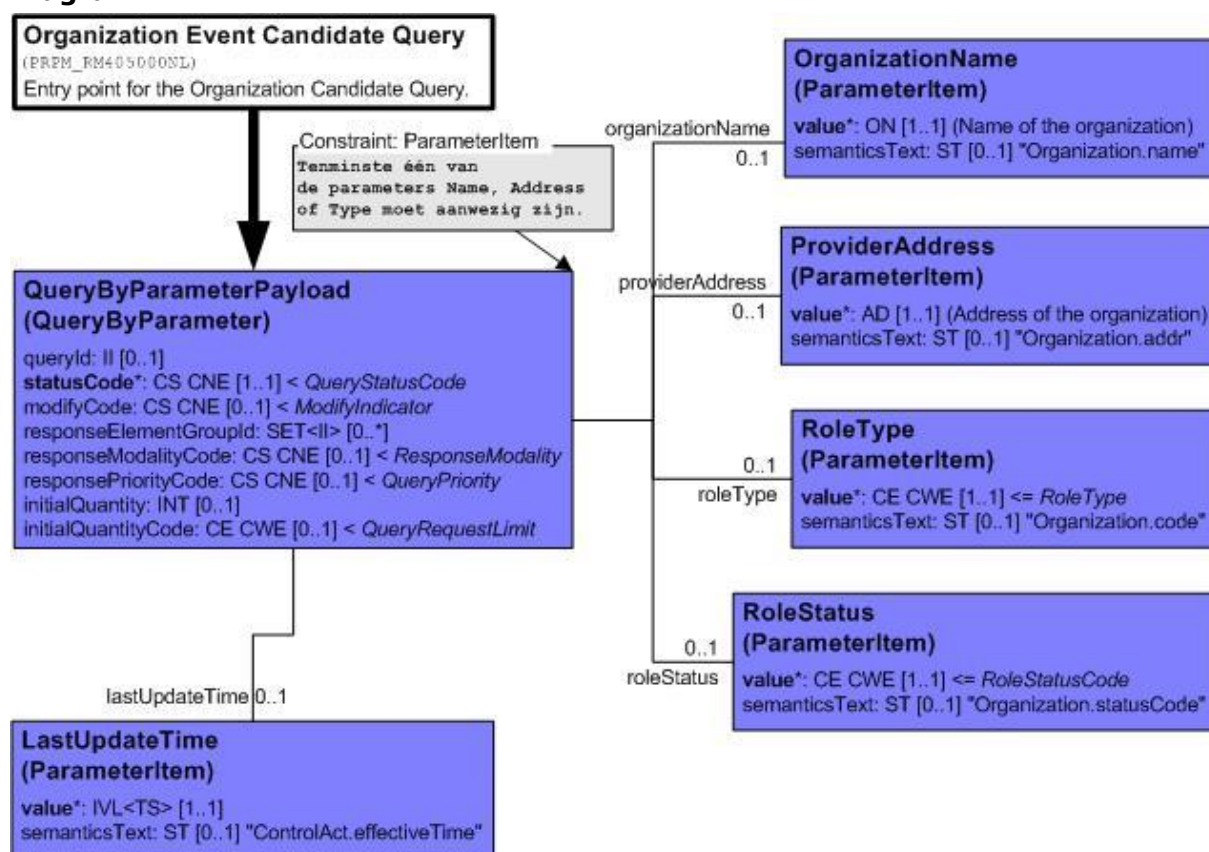 Organization Event Candidate Query
(PRPM_RM405000NL)
Entry point for the Organization Candidate Query.
Constraint: ParameterItem
Tenminste één van
de parameters Name, Address
of Type moet aanwezig zijn.
QueryByParameterPayload
(QueryByParameter)
queryId: II [0..1]
statusCode*: CS CNE [1..1] < QueryStatusCode
modifyCode: CS CNE [0..1] < ModifyIndicator
responseElementGroupId: SET<II> [0..*]
responseModalityCode: CS CNE [0..1] < ResponseModality
responsePriorityCode: CS CNE [0..1] < QueryPriority
initialQuantity: INT [0..1]
initialQuantityCode: CE CWE [0..1] < QueryRequestLimit
lastUpdateTime 0..1
LastUpdateTime
(ParameterItem)
value*: IVL<TS> [1..1]
semanticsText: ST [0..1] "ControlAct.effectiveTime"
organizationName
0..1
OrganizationName
(ParameterItem)
value*: ON [1..1] (Name of the organization)
semanticsText: ST [0..1] "Organization.name"
providerAddress
0..1
ProviderAddress
(ParameterItem)
value*: AD [1..1] (Address of the organization)
semanticsText: ST [0..1] "Organization.addr"
0..1
roleType
RoleType
(ParameterItem)
value*: CE CWE [1..1] <= RoleType
semanticsText: ST [0..1] "Organization.code"
0..1
roleStatus
RoleStatus
(ParameterItem)
value*: CE CWE [1..1] <= RoleStatusCode
semanticsText: ST [0..1] "Organization.statusCode"